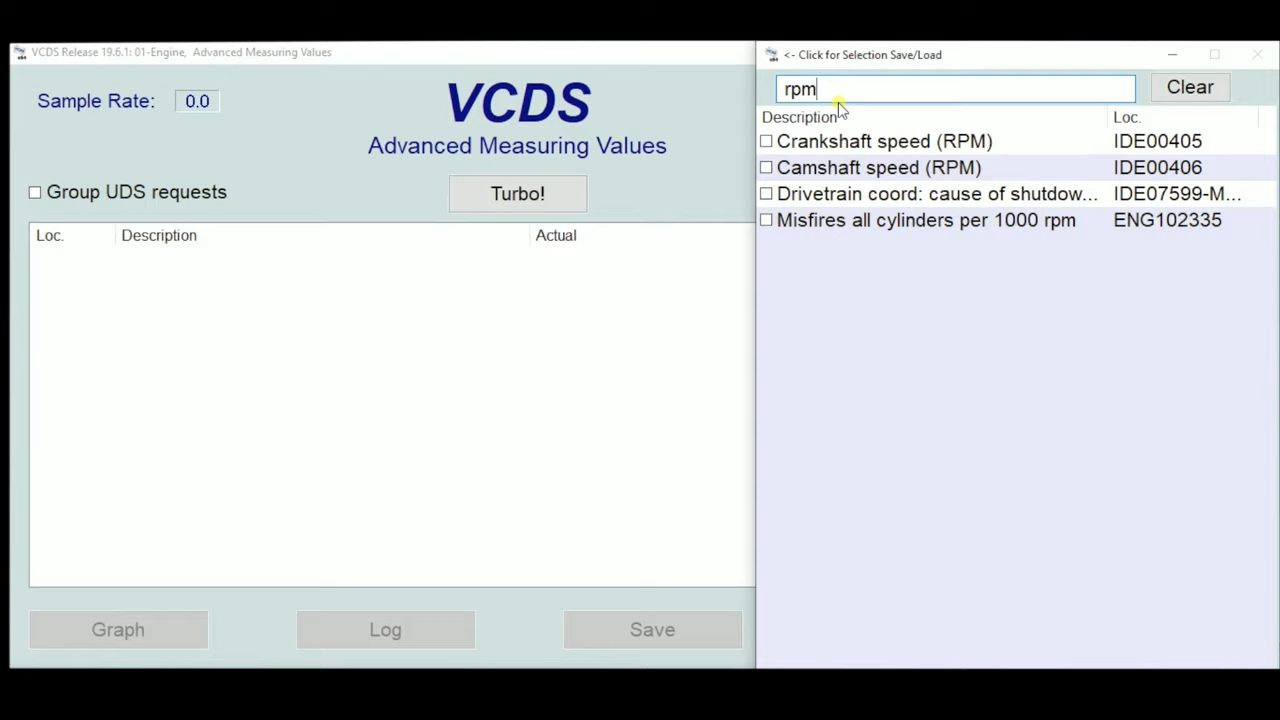 VCDS Release 19.6.1: 01-Engine, Advanced Measuring Values
<- Click for Selection Save/Load
Sample Rate: 0.0
VCDS
Advanced Measuring Values
Group UDS requests
Turbo!
Loc. Description Actual
Graph Log Save
rpm Clear
Description Loc.
Crankshaft speed (RPM) IDE00405
Camshaft speed (RPM) IDE00406
Drivetrain coord: cause of shutdow... IDE07599-M...
Misfires all cylinders per 1000 rpm ENG102335